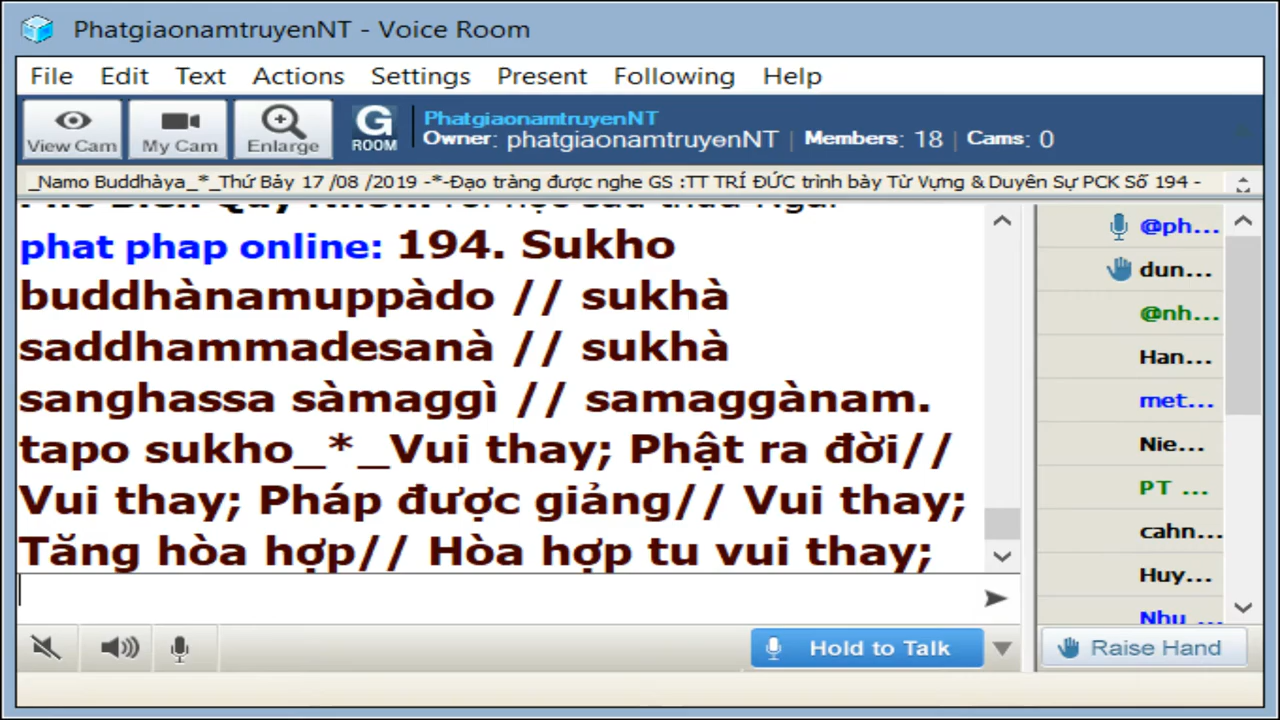 PhatgiaonamtruyenNT - Voice Room
File Edit Text Actions Settings Present Following Help
View Cam My Cam Enlarge G ROOM
PhatgiaonamtruyenNT
Owner: phatgiaonamtruyenNT | Members: 18 | Cams: 0
_Namo Buddhàya_*_Thứ Bảy 17 /08 /2019 -*-Đạo tràng được nghe GS :TT TRÍ ĐỨC trình bày Từ Vựng & Duyên Sự PCK Số 194 -
phat phap online: 194. Sukho
buddhànamuppàdo // sukhà
saddhammadesanà // sukhà
sanghassa sàmaggì // samaggànam.
tapo sukho_*_Vui thay; Phật ra đời//
Vui thay; Pháp được giảng// Vui thay;
Tăng hòa hợp// Hòa hợp tu vui thay;
@ph...
dun...
@nh...
Han...
met...
Nie...
PT ...
cahn...
Huy...
Nhu ...
Hold to Talk
Raise Hand